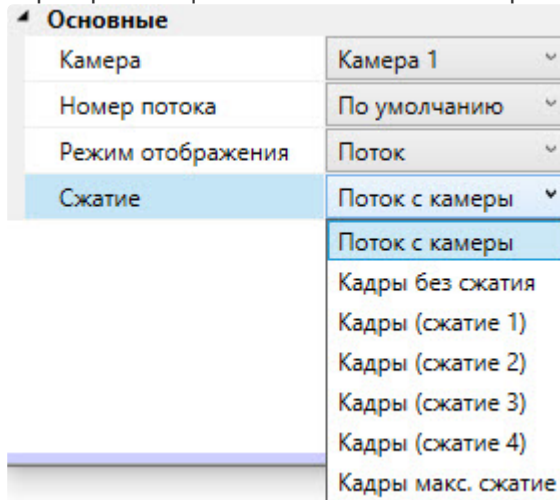 Основные
Камера Камера 1
Номер потока По умолчанию
Режим отображения Поток
Сжатие Поток с камеры
Поток с камеры
Кадры без сжатия
Кадры (сжатие 1)
Кадры (сжатие 2)
Кадры (сжатие 3)
Кадры (сжатие 4)
Кадры макс. сжатие